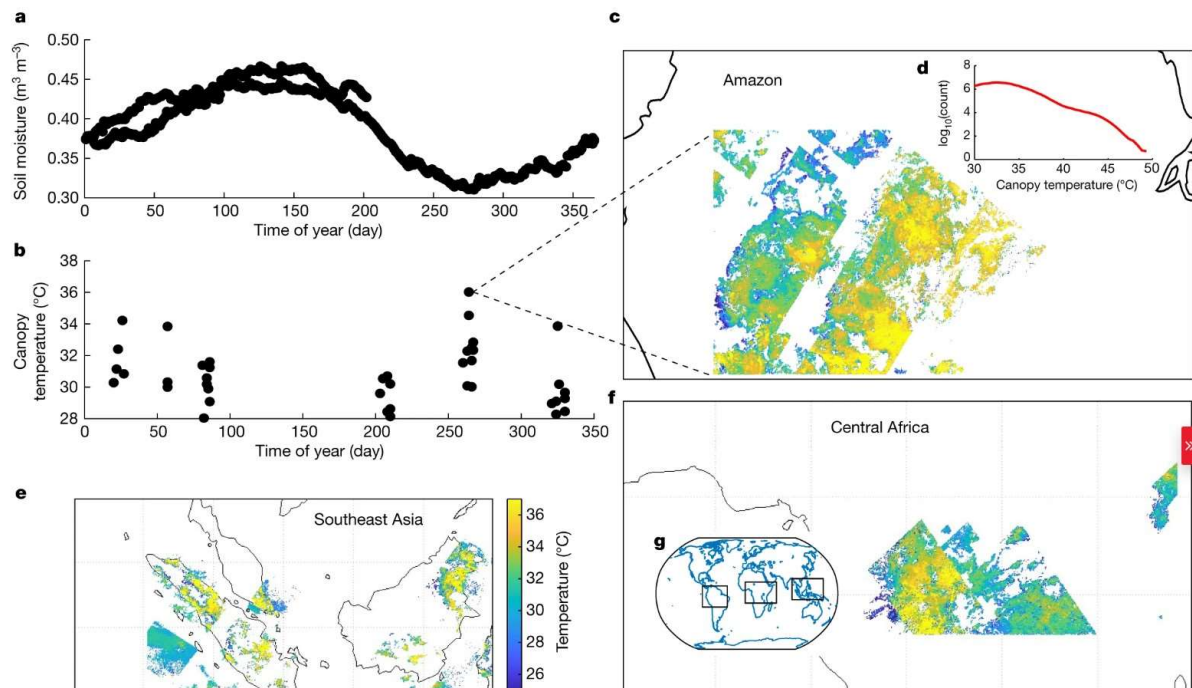 a
Soil moisture (m³ m⁻³)
0.50
0.45
0.40
0.35
0.30
0 50 100 150 200 250 300 350
Time of year (day)
b
Canopy
temperature (°C)
38
36
34
32
30
28
0 50 100 150 200 250 300 350
Time of year (day)
c
Amazon
d
log₁₀(count)
8
6
4
2
0
30 35 40 45 50
Canopy temperature (°C)
e
Southeast Asia
36
34
32
30
28
26
Temperature (°C)
f
Central Africa
g
»